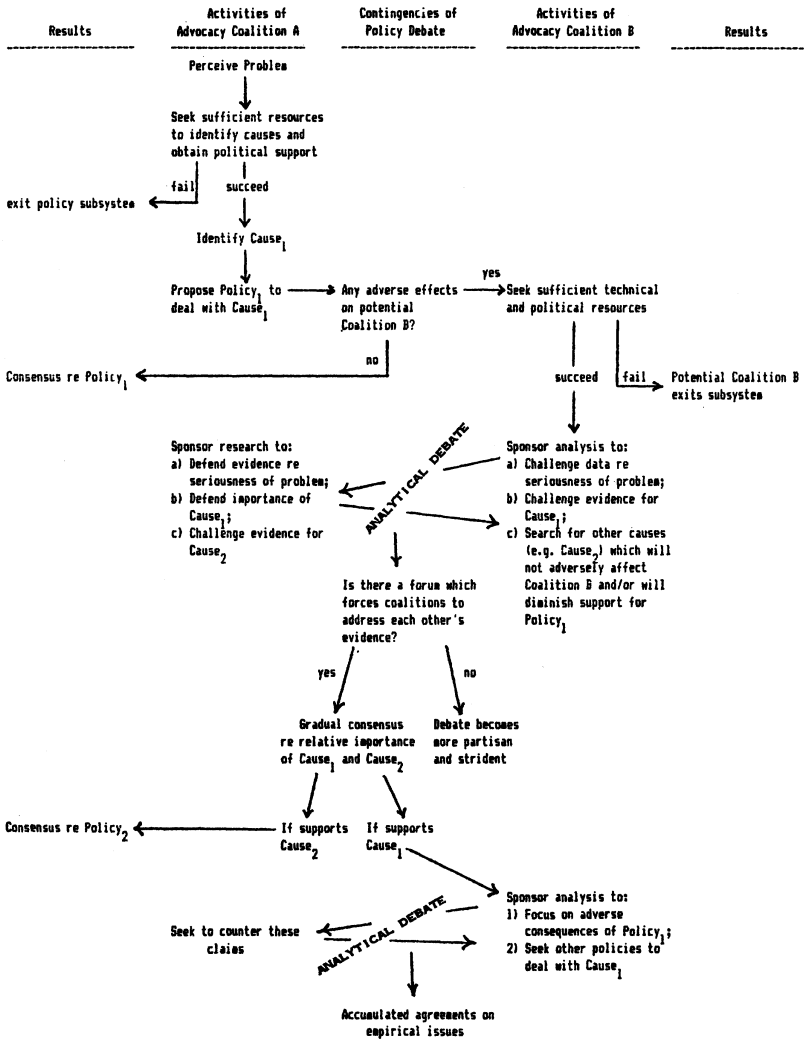 Results
Activities of
Advocacy Coalition A
Contingencies of
Policy Debate
Activities of
Advocacy Coalition B
Results
Perceive Problem
Seek sufficient resources
to identify causes and
obtain political support
fail
succeed
exit policy subsystem
Identify Cause1
Propose Policy1 to
deal with Cause1
Any adverse effects
on potential
Coalition B?
yes
Seek sufficient technical
and political resources
no
Consensus re Policy1
succeed
fail
Potential Coalition B
exits subsystem
Sponsor research to:
a) Defend evidence re
seriousness of problem;
b) Defend importance of
Cause1;
c) Challenge evidence for
Cause2
ANALYTICAL DEBATE
Sponsor analysis to:
a) Challenge data re
seriousness of problem;
b) Challenge evidence for
Cause1;
c) Search for other causes
(e.g. Cause2) which will
not adversely affect
Coalition B and/or will
diminish support for
Policy1
Is there a forum which
forces coalitions to
address each other's
evidence?
yes
no
Gradual consensus
re relative importance
of Cause1 and Cause2
Debate becomes
more partisan
and strident
Consensus re Policy2
If supports
Cause2
If supports
Cause1
Seek to counter these
claims
ANALYTICAL DEBATE
Sponsor analysis to:
1) Focus on adverse
consequences of Policy1;
2) Seek other policies to
deal with Cause1
Accumulated agreements on
empirical issues